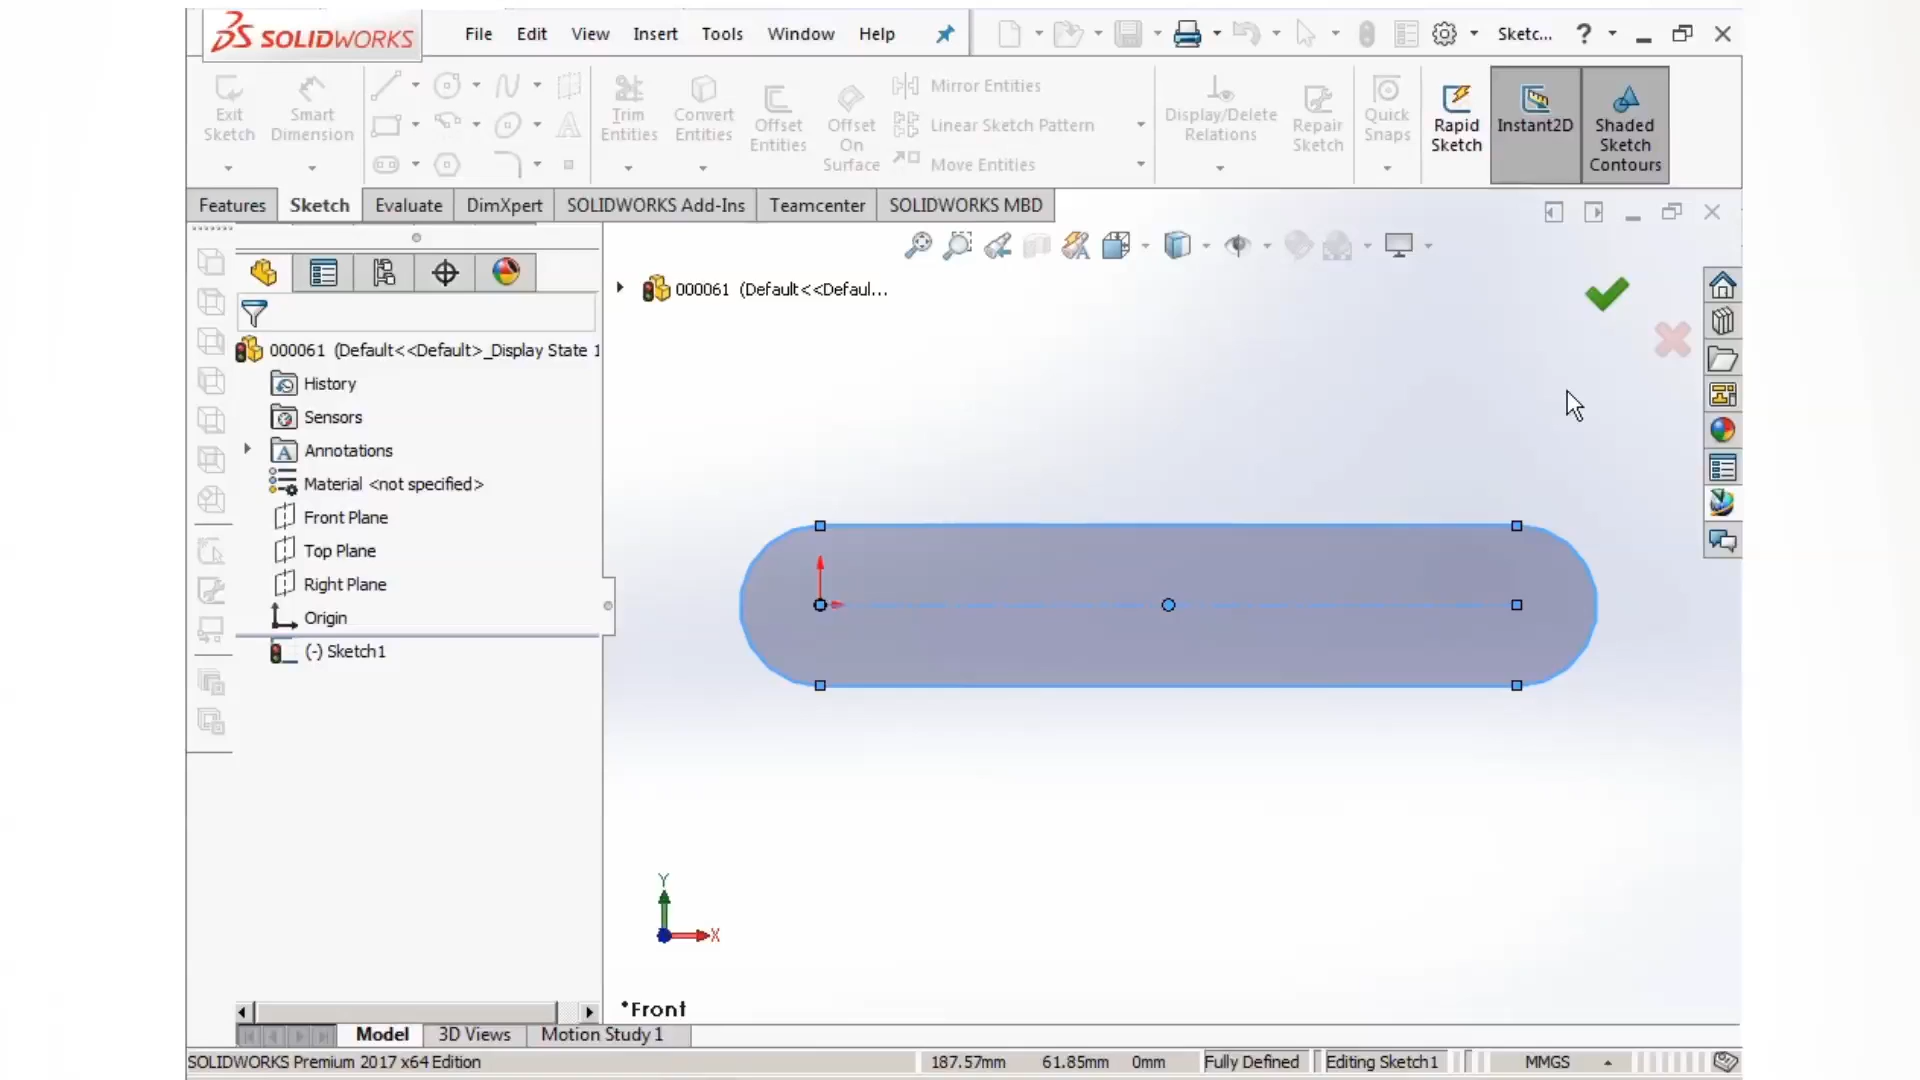 SOLIDWORKS
File Edit View Insert Tools Window Help
Sketc... ?
Exit Sketch
Smart Dimension
Trim Entities
Convert Entities
Offset Entities
Offset On Surface
Mirror Entities
Linear Sketch Pattern
Move Entities
Display/Delete Relations
Repair Sketch
Quick Snaps
Rapid Sketch
Instant2D
Shaded Sketch Contours
Features Sketch Evaluate DimXpert SOLIDWORKS Add-Ins Teamcenter SOLIDWORKS MBD
000061 (Default<<Defaul...
000061 (Default<<Default>_Display State 1
History
Sensors
Annotations
Material <not specified>
Front Plane
Top Plane
Right Plane
Origin
(-) Sketch1
Y
X
*Front
Model 3D Views Motion Study 1
SOLIDWORKS Premium 2017 x64 Edition
187.57mm 61.85mm 0mm Fully Defined Editing Sketch1 MMGS